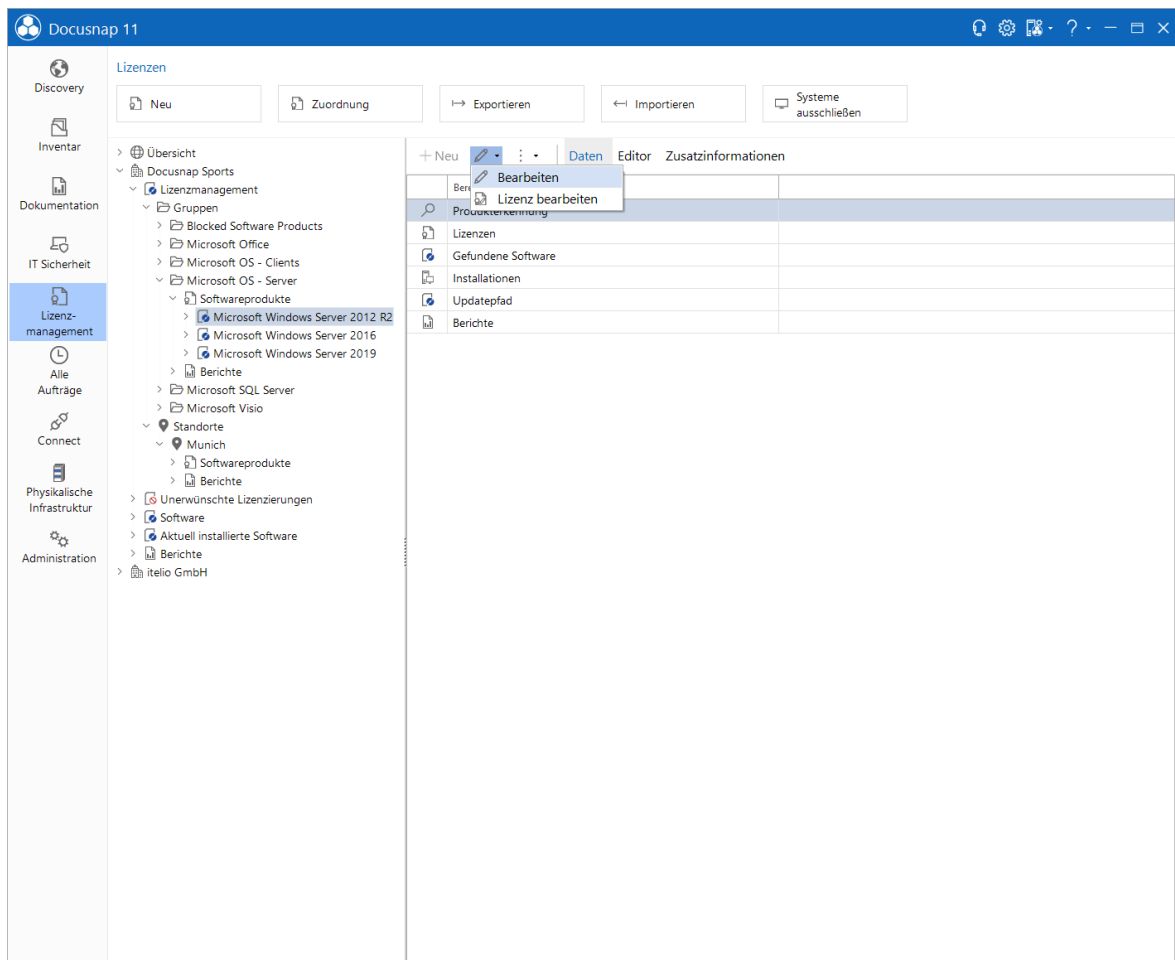 Docusnap 11
?
Discovery
Inventar
Dokumentation
IT Sicherheit
Lizenz-
management
Alle
Aufträge
Connect
Physikalische
Infrastruktur
Administration
Lizenzen
Neu
Zuordnung
Exportieren
Importieren
Systeme
ausschließen
Übersicht
Docusnap Sports
Lizenzmanagement
Gruppen
Blocked Software Products
Microsoft Office
Microsoft OS - Clients
Microsoft OS - Server
Softwareprodukte
Microsoft Windows Server 2012 R2
Microsoft Windows Server 2016
Microsoft Windows Server 2019
Berichte
Microsoft SQL Server
Microsoft Visio
Standorte
Munich
Softwareprodukte
Berichte
Unerwünschte Lizenzierungen
Software
Aktuell installierte Software
Berichte
itelio GmbH
+ Neu
Daten Editor Zusatzinformationen
Bearbeiten
Lizenz bearbeiten
Produkterkennung
Lizenzen
Gefundene Software
Installationen
Updatepfad
Berichte